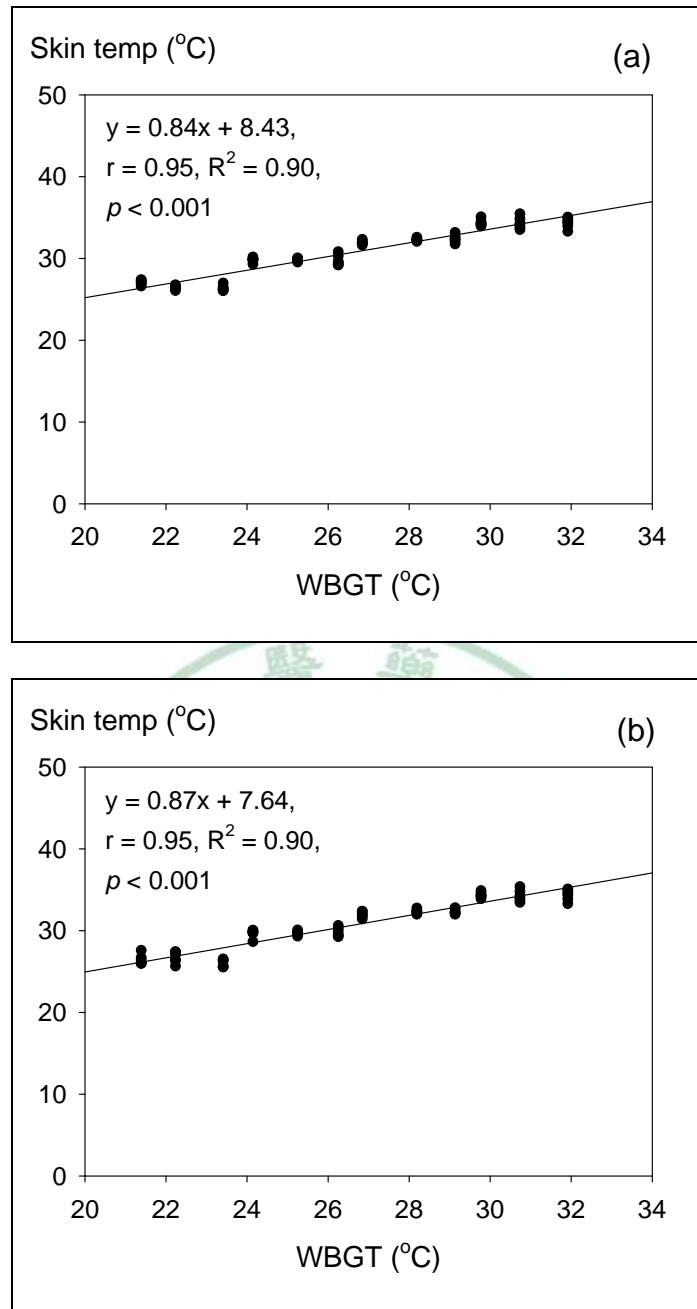 Skin temp (°C)
(a)
50
y = 0.84x + 8.43,
r = 0.95, R² = 0.90,
40
p < 0.001
30
20
10
0
20 22 24 26 28 30 32 34
WBGT (°C)
醫 藥
Skin temp (°C)
(b)
50
y = 0.87x + 7.64,
r = 0.95, R² = 0.90,
40
p < 0.001
30
20
10
0
20 22 24 26 28 30 32 34
WBGT (°C)